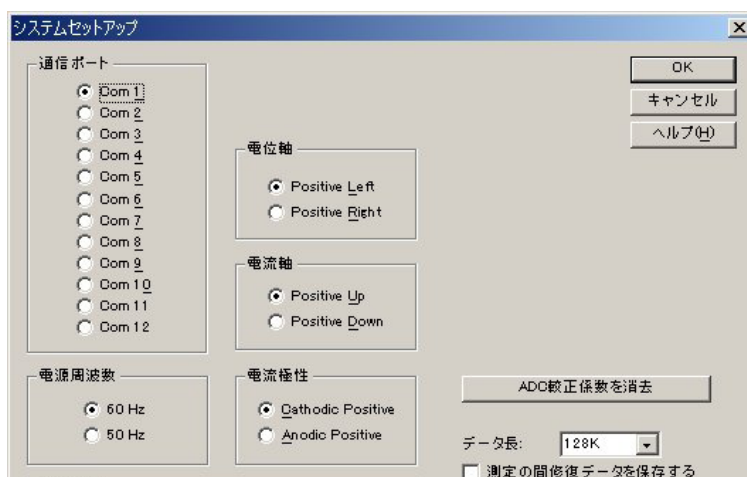 システムセットアップ
通信ポート
Com 1
Com 2
Com 3
Com 4
Com 5
Com 6
Com 7
Com 8
Com 9
Com 10
Com 11
Com 12
電位軸
Positive Left
Positive Right
電流軸
Positive Up
Positive Down
電源周波数
60 Hz
50 Hz
電流極性
Cathodic Positive
Anodic Positive
OK
キャンセル
ヘルプ(H)
ADC較正係数を消去
データ長: 128K
測定の間修復データを保存する